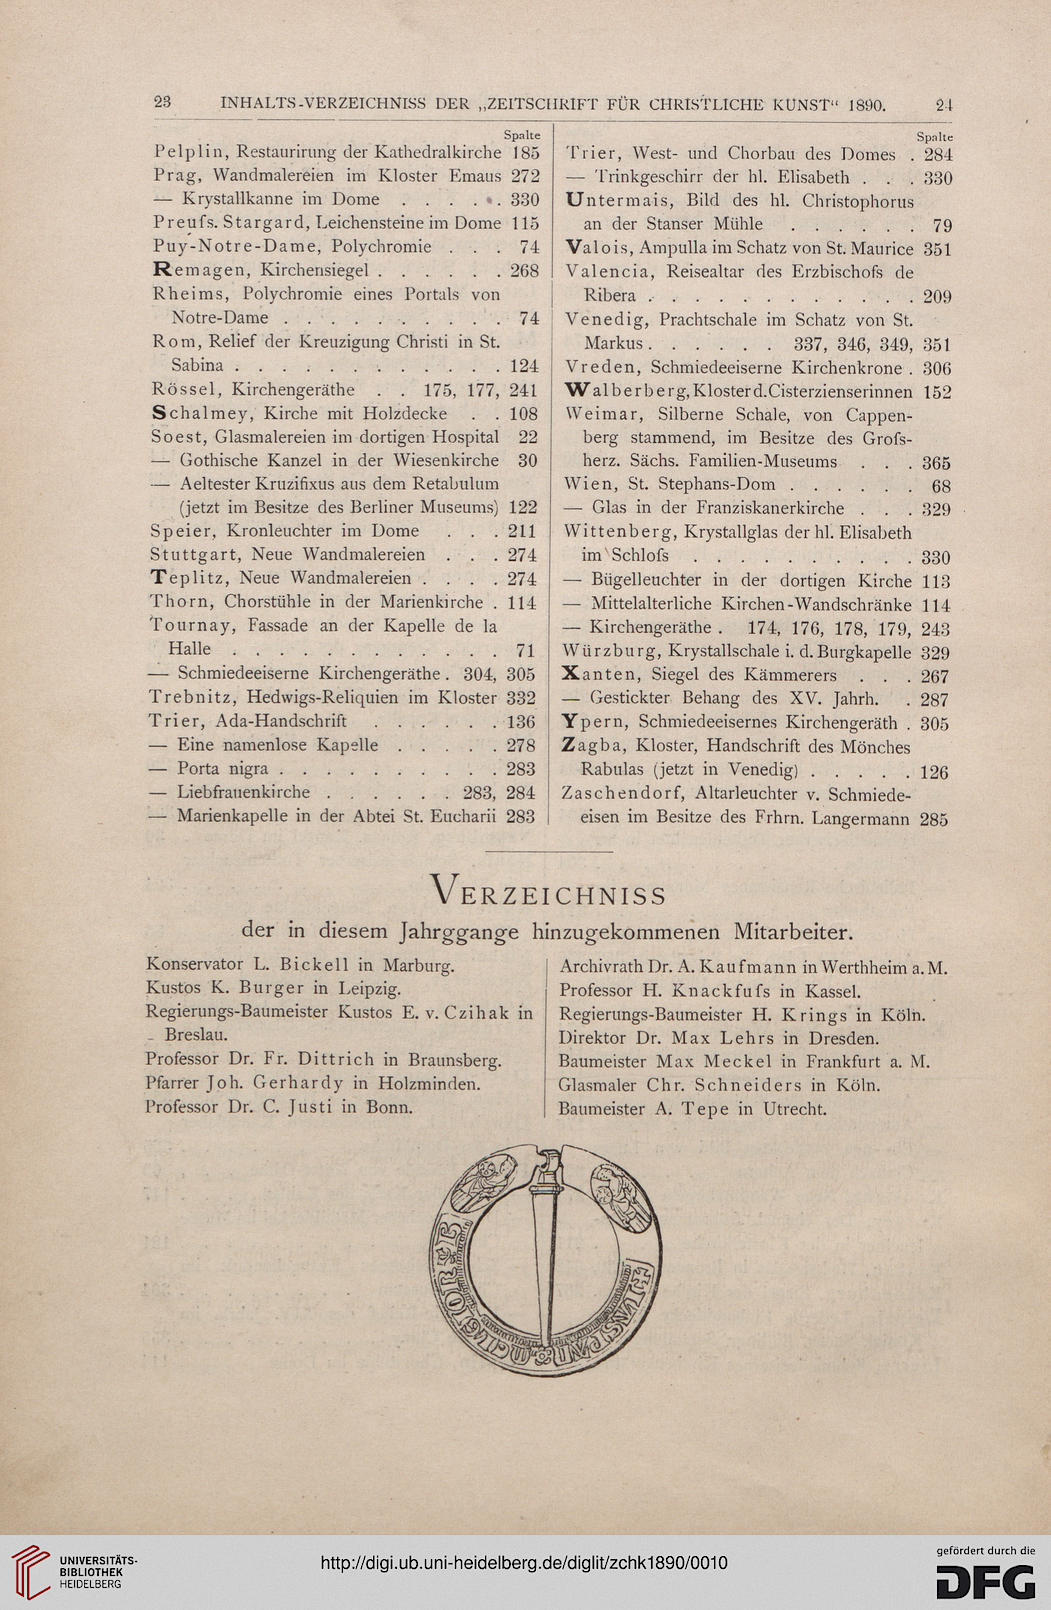 23 INHALTS-VERZEICHNISS DER „ZEITSCHRIFT FÜR CHRISTLICHE KUNST“ 1890. 24
Spalte
Pelplin, Restaurirung der Kathedralkirche 185
Prag, Wandmalereien im Kloster Emaus 272
— Krystallkanne im Dome . . . . . 330
Preufs. Stargard, Leichensteine im Dome 115
Puy-Notre-Dame, Polychromie . . . 74
Remagen, Kirchensiegel . . . . . . 268
Rheims, Polychromie eines Portals von
Notre-Dame . . . . . . . . . . 74
Rom, Relief der Kreuzigung Christi in St.
Sabina . . . . . . . . . . . . 124
Rössel, Kirchengeräthe . . 175, 177, 241
Schalmey, Kirche mit Holzdecke . . 108
Soest, Glasmalereien im dortigen Hospital 22
— Gothische Kanzel in der Wiesenkirche 30
— Aeltester Kruzifixus aus dem Retabulum
(jetzt im Besitze des Berliner Museums) 122
Speier, Kronleuchter im Dome . . . 211
Stuttgart, Neue Wandmalereien . . . 274
Teplitz, Neue Wandmalereien . . . . 274
Thorn, Chorstühle in der Marienkirche . 114
Tournay, Fassade an der Kapelle de la
Halle . . . . . . . . . . . . 71
— Schmiedeeiserne Kirchengeräthe . 304, 305
Trebnitz, Hedwigs-Reliquien im Kloster 332
Trier, Ada-Handschrift . . . . . . 136
— Eine namenlose Kapelle . . . . . 278
— Porta nigra . . . . . . . . . . 283
— Liebfrauenkirche . . . . . . 283, 284
— Marienkapelle in der Abtei St. Eucharii 283
Spalte
Trier, West- und Chorbau des Domes . 284
— Trinkgeschirr der hl. Elisabeth . . . 330
Untermais, Bild des hl. Christophorus
an der Stanser Mühle . . . . . . 79
Valois, Ampulla im Schatz von St. Maurice 351
Valencia, Reisealtar des Erzbischofs de
Ribera . . . . . . . . . . . . 209
Venedig, Prachtschale im Schatz von St.
Markus . . . . . . 337, 346, 349, 351
Vreden, Schmiedeeiserne Kirchenkrone . 306
Walberberg, Kloster d. Cisterzienserinnen 152
Weimar, Silberne Schale, von Cappen-
berg stammend, im Besitze des Grofs-
herz. Sächs. Familien-Museums . . . 365
Wien, St. Stephans-Dom . . . . . . 68
— Glas in der Franziskanerkirche . . . 329
Wittenberg, Krystallglas der hl. Elisabeth
im Schlofs . . . . . . . . . . 330
— Bügelleuchter in der dortigen Kirche 113
— Mittelalterliche Kirchen-Wandschränke 114
— Kirchengeräthe . 174, 176, 178, 179, 243
Würzburg, Krystallschale i. d. Burgkapelle 329
Xanten, Siegel des Kämmerers . . . 267
— Gestickter Behang des XV. Jahrh. . 287
Ypern, Schmiedeeisernes Kirchengeräth . 305
Zagba, Kloster, Handschrift des Mönches
Rabulas (jetzt in Venedig) . . . . . 126
Zaschendorf, Altarleuchter v. Schmiede-
eisen im Besitze des Frhrn. Langermann 285
VERZEICHNISS
der in diesem Jahrggange hinzugekommenen Mitarbeiter.
Konservator L. Bickell in Marburg.
Kustos K. Burger in Leipzig.
Regierungs-Baumeister Kustos E. v. Czihak in
Breslau.
Professor Dr. Fr. Dittrich in Braunsberg.
Pfarrer Joh. Gerhardy in Holzminden.
Professor Dr. C. Justi in Bonn.
Archivrath Dr. A. Kaufmann in Werthheim a. M.
Professor H. Knackfufs in Kassel.
Regierungs-Baumeister H. Krings in Köln.
Direktor Dr. Max Lehrs in Dresden.
Baumeister Max Meckel in Frankfurt a. M.
Glasmaler Chr. Schneiders in Köln.
Baumeister A. Tepe in Utrecht.
UNIVERSITÄTS-
BIBLIOTHEK
HEIDELBERG
http://digi.ub.uni-heidelberg.de/diglit/zchk1890/0010
gefördert durch die
DFG